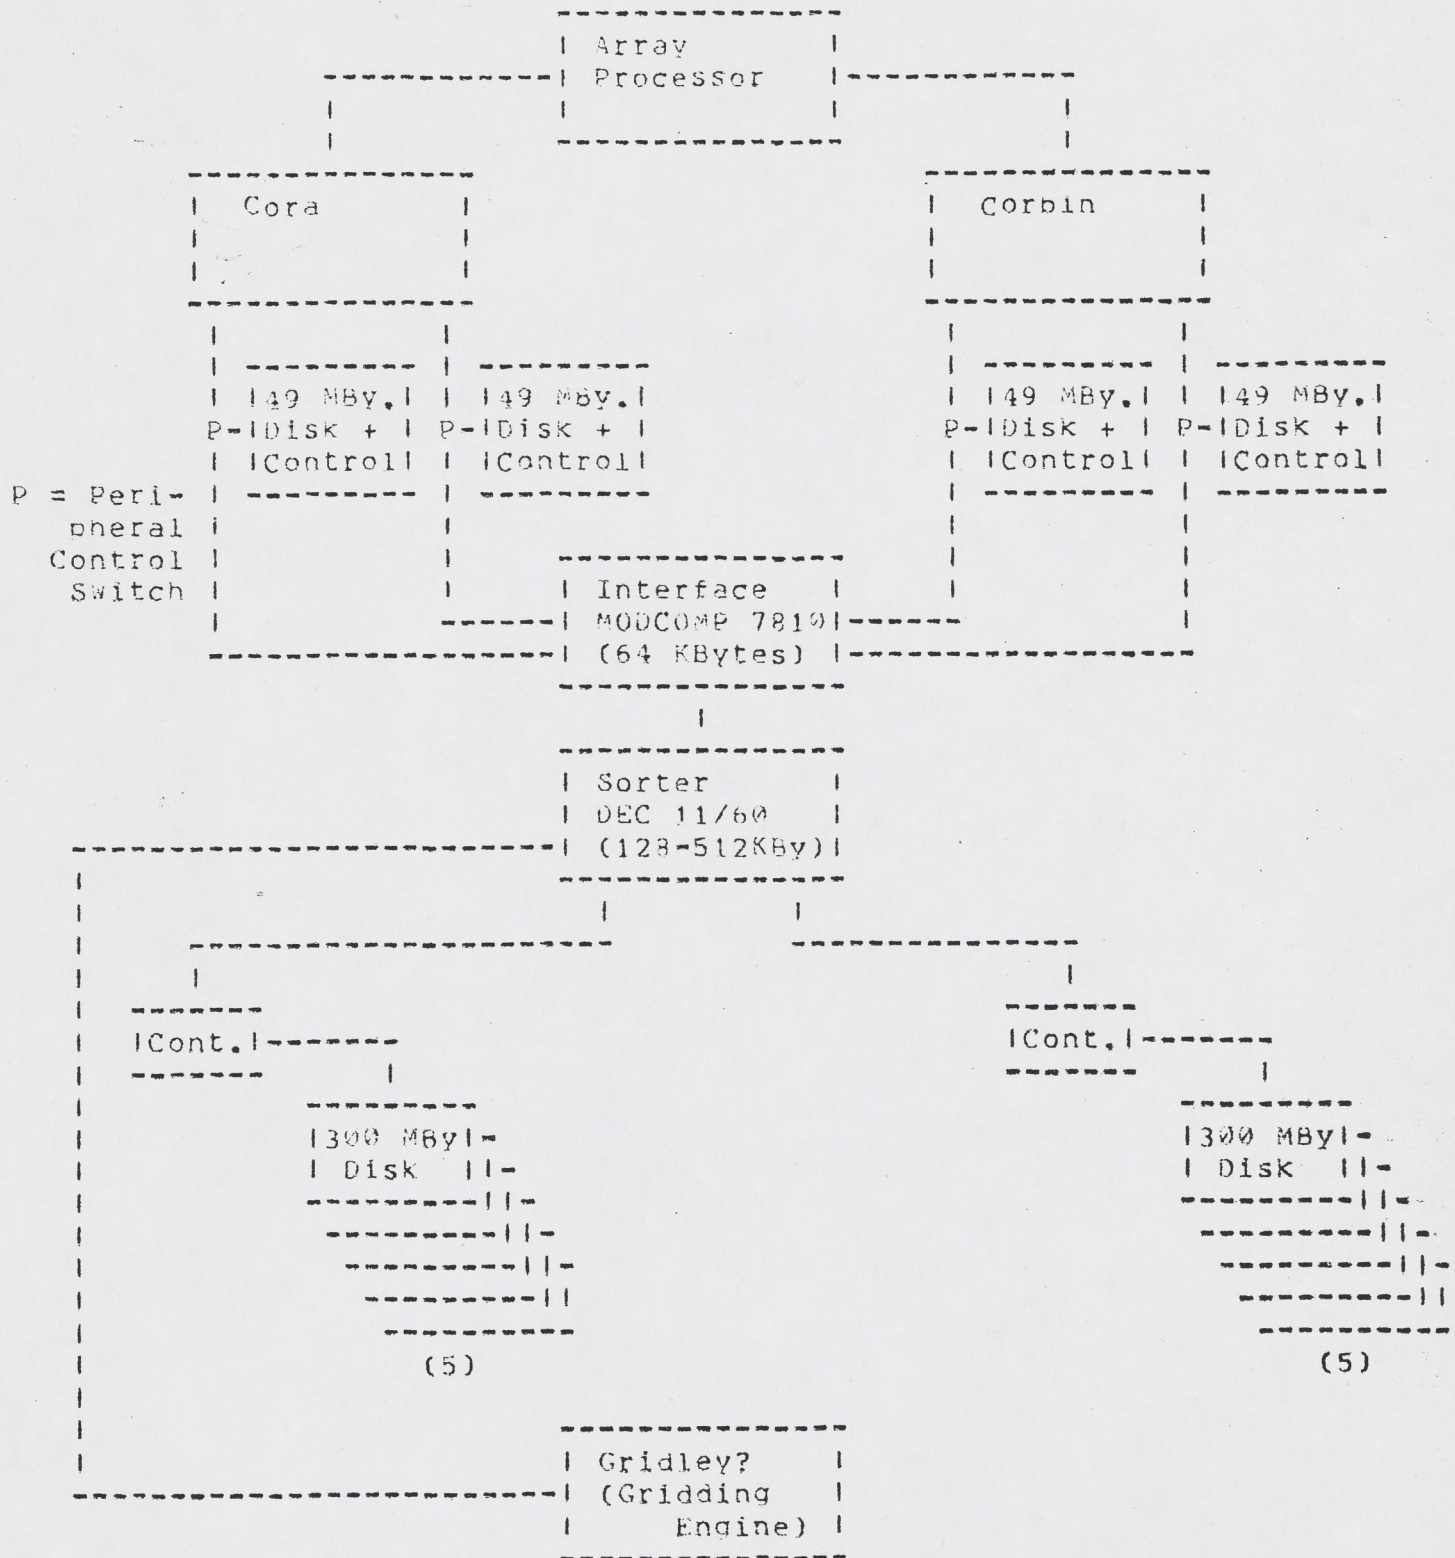 Array
Processor
Cora
Corbin
49 MBy.
Disk +
Control
49 MBy.
Disk +
Control
49 MBy.
Disk +
Control
49 MBy.
Disk +
Control
P
P
P
P
P = Peri-
pheral
Control
Switch
Interface
MODCOMP 7810
(64 KBytes)
Sorter
DEC 11/60
(128-512KBy)
Cont.
Cont.
300 MBy
Disk
300 MBy
Disk
(5)
(5)
Gridley?
(Gridding
Engine)